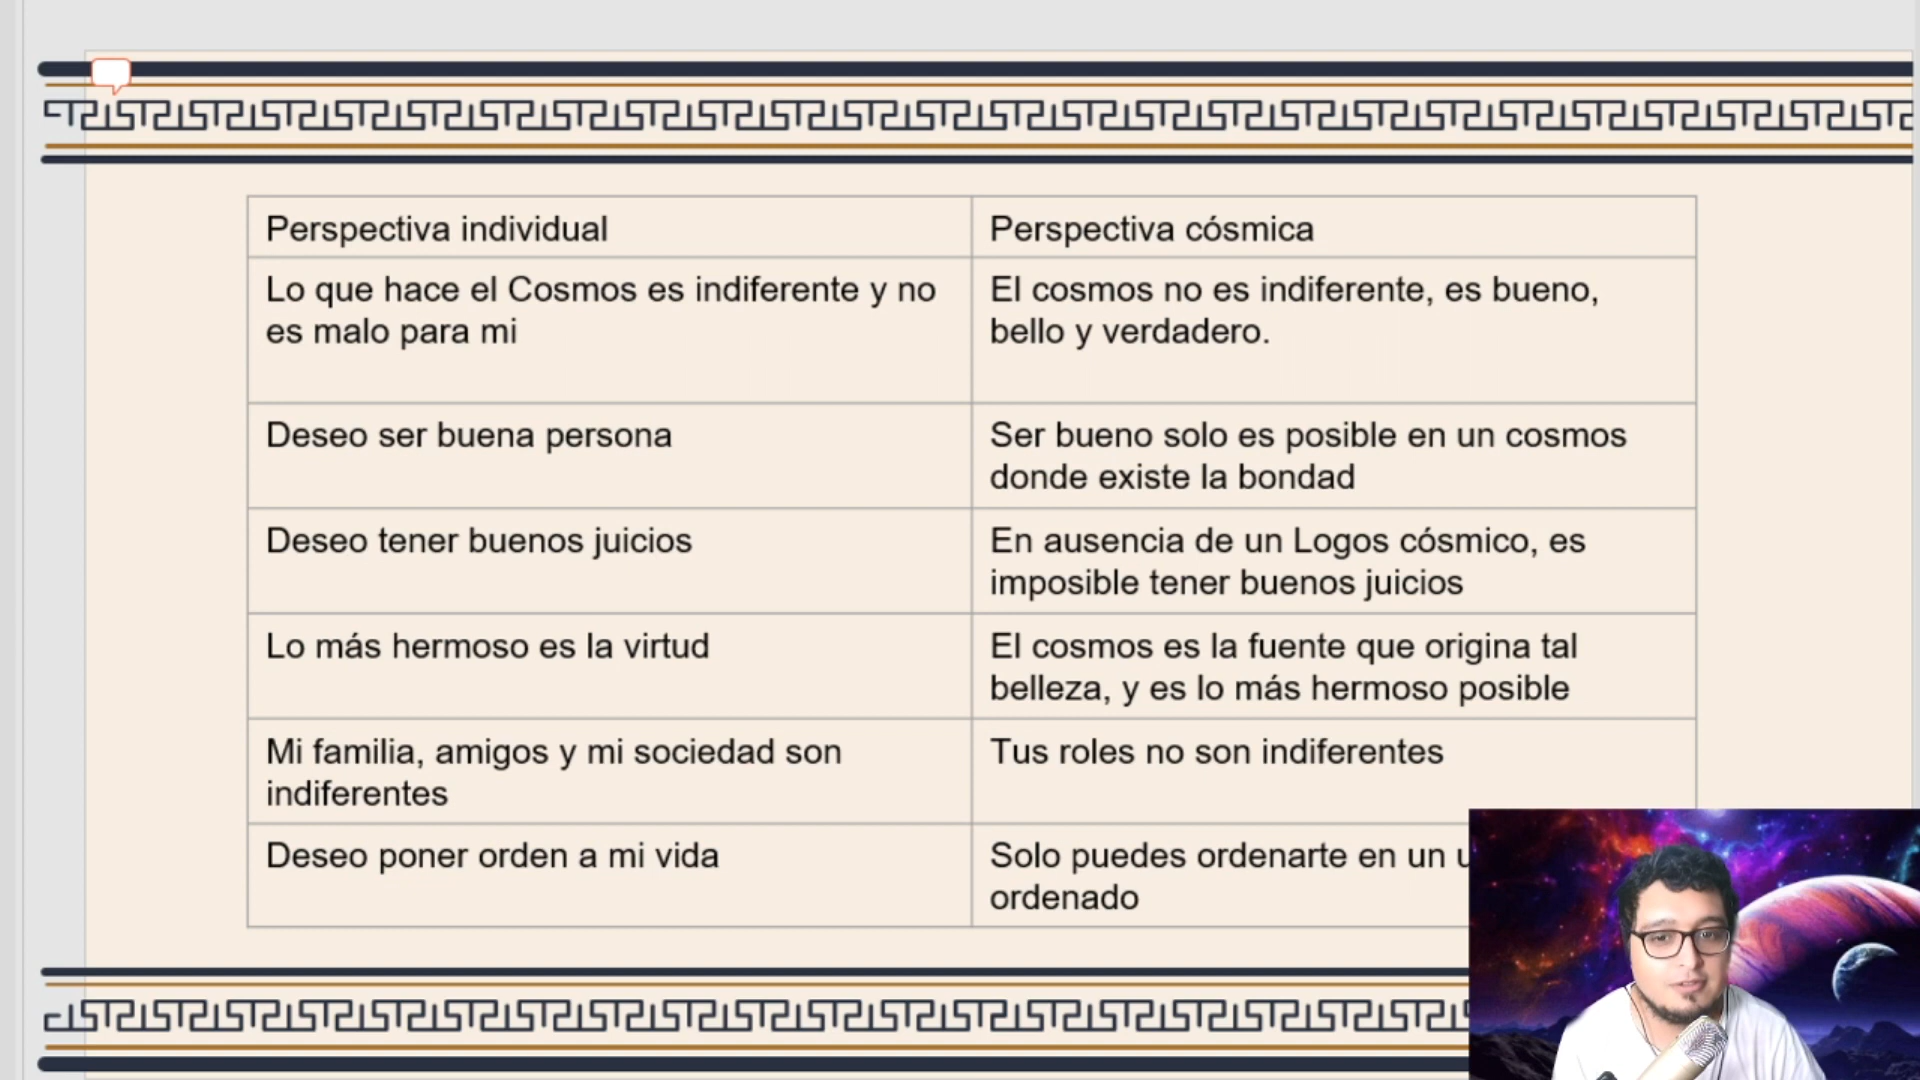 Perspectiva individual
Perspectiva cósmica
Lo que hace el Cosmos es indiferente y no
es malo para mi
El cosmos no es indiferente, es bueno,
bello y verdadero.
Deseo ser buena persona
Ser bueno solo es posible en un cosmos
donde existe la bondad
Deseo tener buenos juicios
En ausencia de un Logos cósmico, es
imposible tener buenos juicios
Lo más hermoso es la virtud
El cosmos es la fuente que origina tal
belleza, y es lo más hermoso posible
Mi familia, amigos y mi sociedad son
indiferentes
Tus roles no son indiferentes
Deseo poner orden a mi vida
Solo puedes ordenarte en un
ordenado